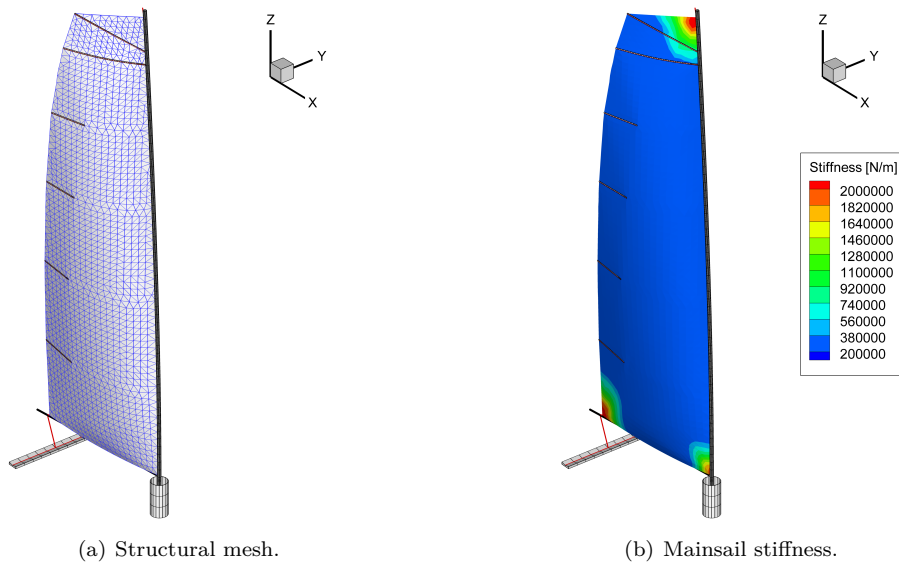 Z
Y
X
Z
Y
X
Stiffness [N/m]
2000000
1820000
1640000
1460000
1280000
1100000
920000
740000
560000
380000
200000
(a) Structural mesh.
(b) Mainsail stiffness.